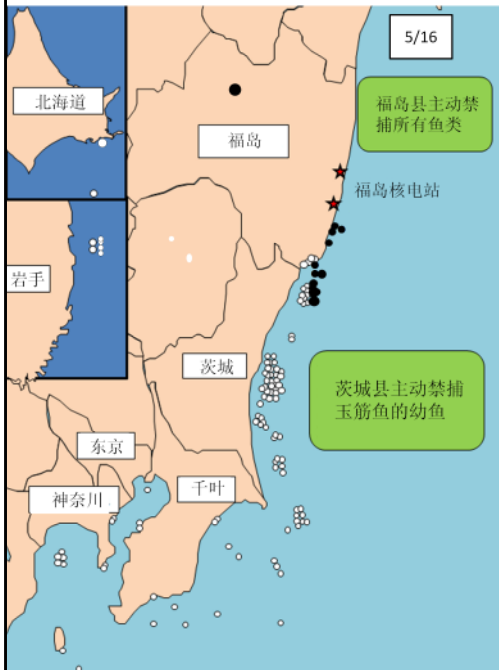 5/16
北海道
福岛县主动禁
捕所有鱼类
福岛
福岛核电站
岩手
茨城
茨城县主动禁捕
玉筋鱼的幼鱼
东京
千叶
神奈川